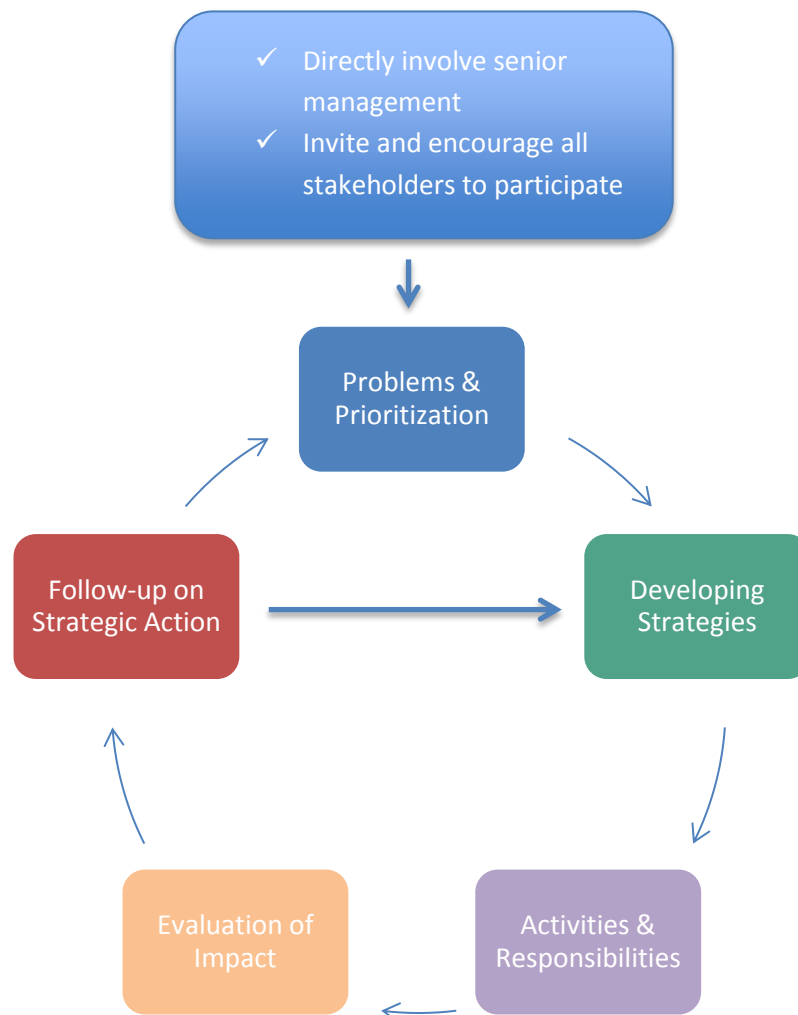 ✓ Directly involve senior
management
✓ Invite and encourage all
stakeholders to participate
Problems &
Prioritization
Follow-up on
Strategic Action
Developing
Strategies
Evaluation of
Impact
Activities &
Responsibilities